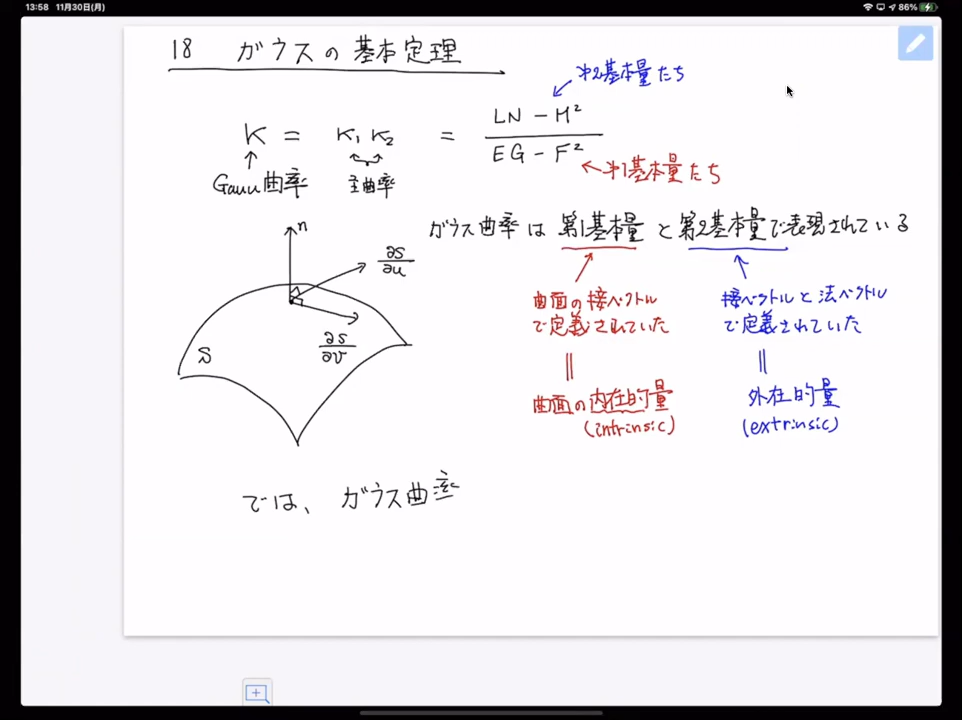 13:58 11月30日(月)
86%
18 ガウスの基本定理
第2基本量たち
K = K₁ K₂ = (LN - M²) / (EG - F²)
第1基本量たち
Gauss曲率 主曲率
ガウス曲率は第1基本量と第2基本量で表現されている
n
∂S/∂u
∂S/∂v
S
曲面の接ベクトル
で定義されていた
||
曲面の内在的量
(intrinsic)
接ベクトルと法ベクトル
で定義されていた
||
外在的量
(extrinsic)
では、ガウス曲率